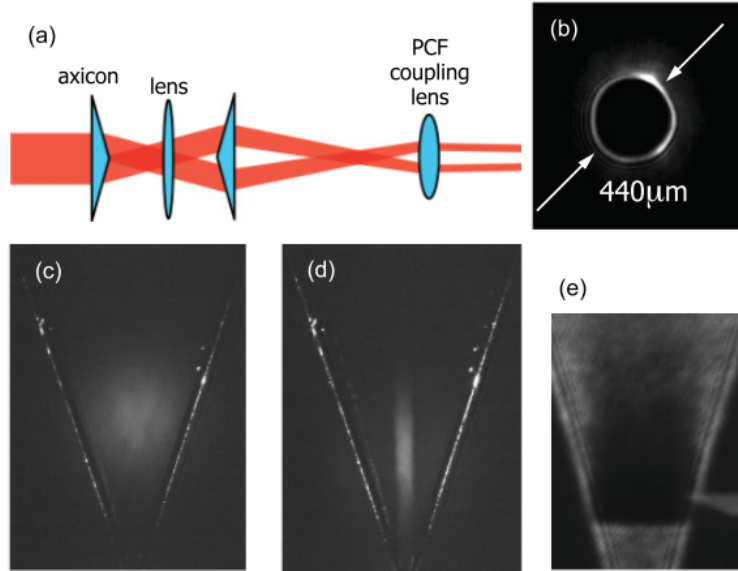 (a)
axicon
lens
PCF
coupling
lens
(b)
440μm
(c)
(d)
(e)